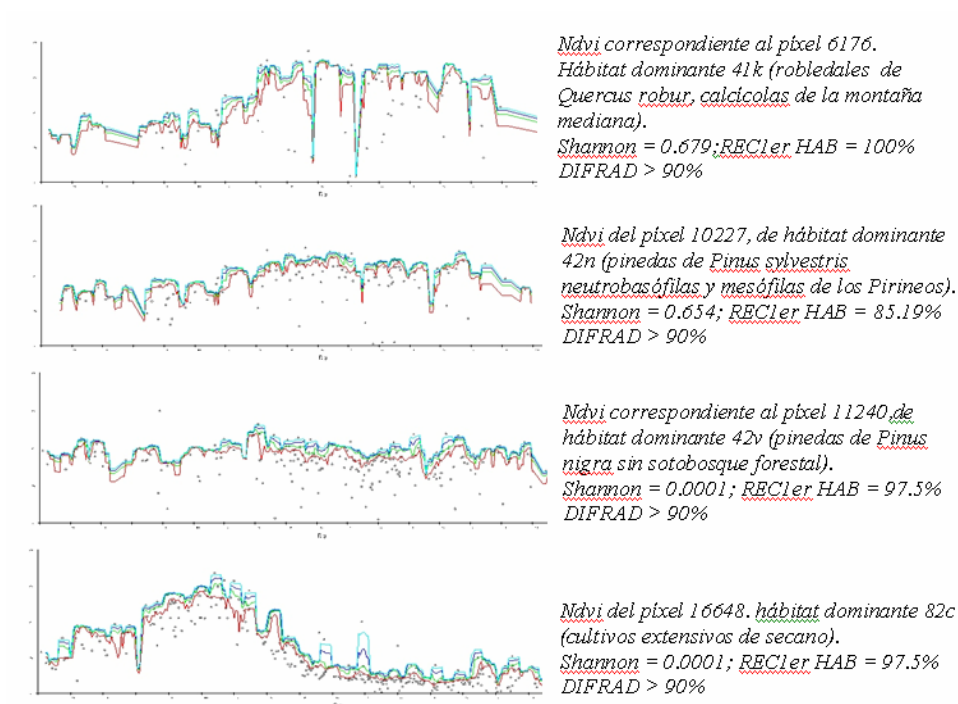 Ndvi correspondiente al píxel 6176.
Hábitat dominante 41k (robledales de
Quercus robur, calcícolas de la montaña
mediana).
Shannon = 0.679;REC1er HAB = 100%
DIFRAD > 90%
Ndvi del píxel 10227, de hábitat dominante
42n (pinedas de Pinus sylvestris
neutrobasófilas y mesófilas de los Pirineos).
Shannon = 0.654; REC1er HAB = 85.19%
DIFRAD > 90%
Ndvi correspondiente al píxel 11240,de
hábitat dominante 42v (pinedas de Pinus
nigra sin sotobosque forestal).
Shannon = 0.0001; REC1er HAB = 97.5%
DIFRAD > 90%
Ndvi del píxel 16648. hábitat dominante 82c
(cultivos extensivos de secano).
Shannon = 0.0001; REC1er HAB = 97.5%
DIFRAD > 90%